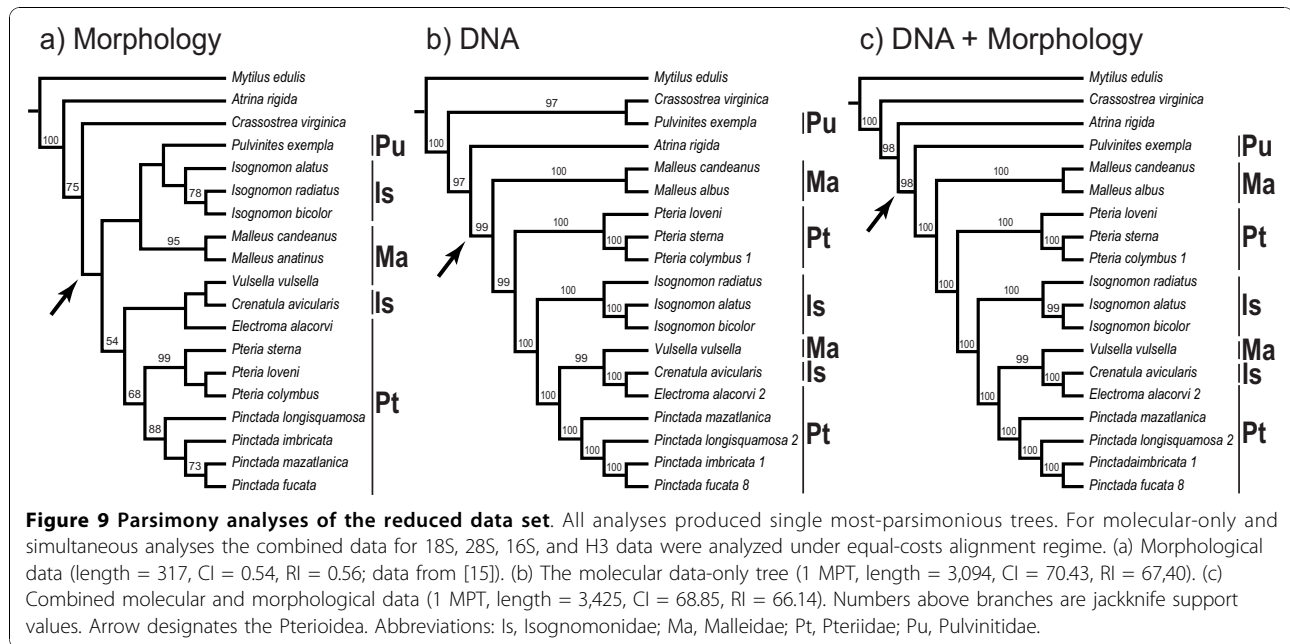 a) Morphology
Mytilus edulis
Atrina rigida
100
Crassostrea virginica
75
Pulvinites exempla
Pu
Isognomon alatus
78
Isognomon radiatus
Is
Isognomon bicolor
95
Malleus candeanus
Malleus anatinus
Ma
Vulsella vulsella
Crenatula avicularis
Is
54
Electroma alacorvi
99
Pteria sterna
Pteria loveni
68
Pteria columbus
Pt
88
Pinctada longisquamosa
Pinctada imbricata
73
Pinctada mazatlanica
Pinctada fucata
b) DNA
Mytilus edulis
97
Crassostrea virginica
100
Pulvinites exempla
Pu
Atrina rigida
97
100
Malleus candeanus
Ma
99
Malleus albus
Pteria loveni
100
100
Pteria sterna
Pt
99
100
Pteria colymbus 1
Isognomon radiatus
100
Isognomon alatus
Is
100
100
Isognomon bicolor
99
Vulsella vulsella
Ma
Crenatula avicularis
Is
100
100
Electroma alacorvi 2
Pinctada mazatlanica
100
Pinctada longisquamosa 2
Pt
100
Pinctada imbricata 1
100
Pinctada fucata 8
c) DNA + Morphology
Mytilus edulis
Crassostrea virginica
100
Atrina rigida
98
Pulvinites exempla
Pu
98
100
Malleus candeanus
Ma
Malleus albus
100
Pteria loveni
100
Pteria sterna
Pt
100
100
Pteria colymbus 1
Isognomon radiatus
100
Isognomon alatus
Is
99
100
Isognomon bicolor
99
Vulsella vulsella
Ma
Crenatula avicularis
Is
100
100
Electroma alacorvi 2
Pinctada mazatlanica
100
Pinctada longisquamosa 2
Pt
100
Pinctadaimbricata 1
100
Pinctada fucata 8
Figure 9 Parsimony analyses of the reduced data set. All analyses produced single most-parsimonious trees. For molecular-only and
simultaneous analyses the combined data for 18S, 28S, 16S, and H3 data were analyzed under equal-costs alignment regime. (a) Morphological
data (length = 317, CI = 0.54, RI = 0.56; data from [15]). (b) The molecular data-only tree (1 MPT, length = 3,094, CI = 70.43, RI = 67,40). (c)
Combined molecular and morphological data (1 MPT, length = 3,425, CI = 68.85, RI = 66.14). Numbers above branches are jackknife support
values. Arrow designates the Pterioidea. Abbreviations: Is, Isognomonidae; Ma, Malleidae; Pt, Pteriidae; Pu, Pulvinitidae.